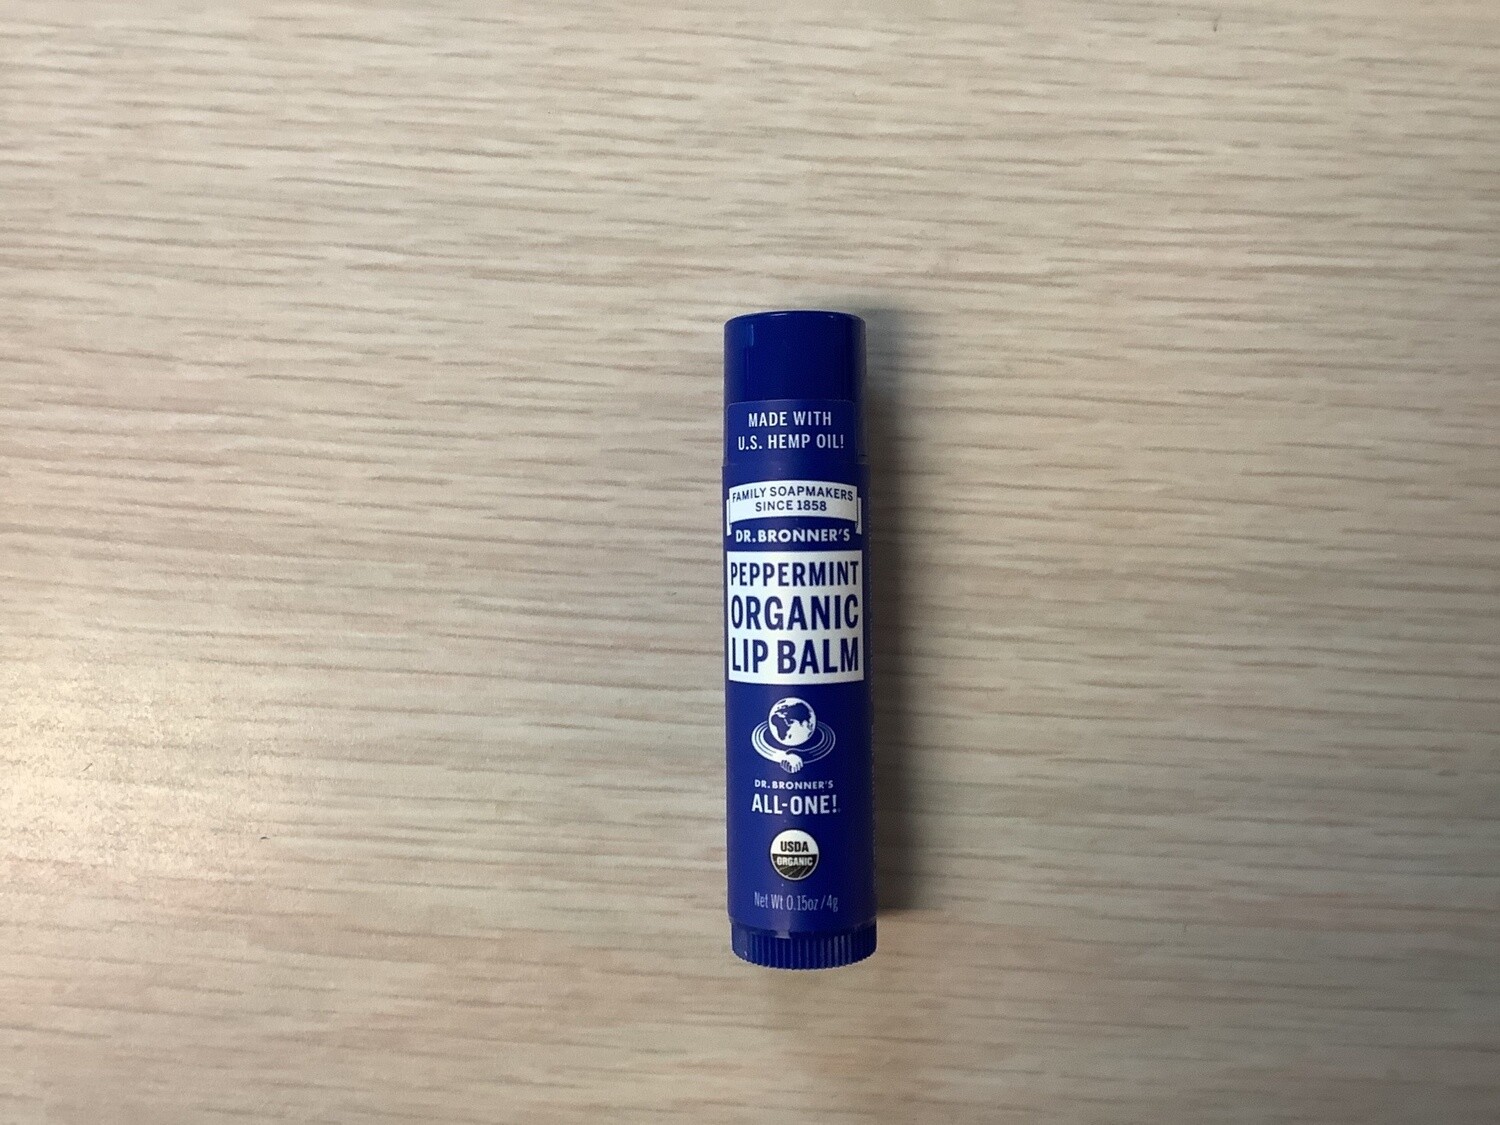 MADE WITH
U.S. HEMP OIL!
FAMILY SOAPMAKERS
SINCE 1858
DR. BRONNER'S
PEPPERMINT
ORGANIC
LIP BALM
DR. BRONNER'S
ALL-ONE!
USDA
ORGANIC
Net Wt 0.15oz / 4g